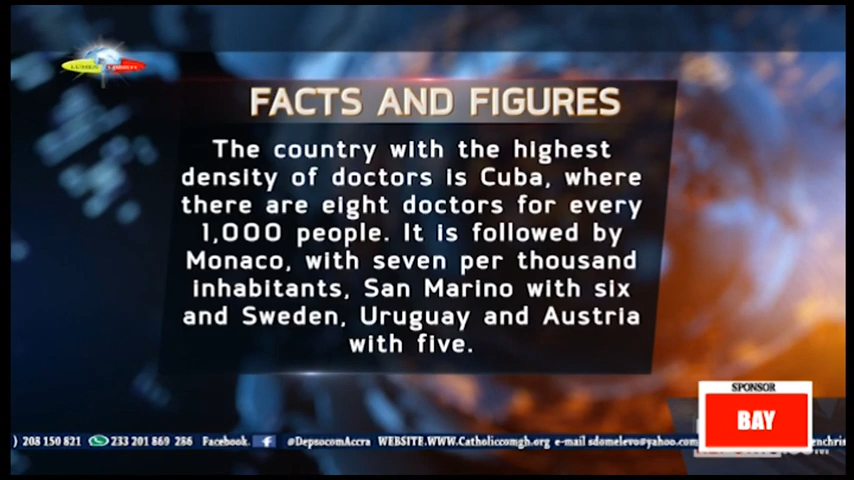 FACTS AND FIGURES
The country with the highest
density of doctors is Cuba, where
there are eight doctors for every
1,000 people. It is followed by
Monaco, with seven per thousand
inhabitants, San Marino with six
and Sweden, Uruguay and Austria
with five.
SPONSOR
BAY
) 208 150 821 233 201 869 286 Facebook. f @DepsocomAccra WEBSITE.WWW.Catholiccomgh.org e-mail sdomelevo@yahoo.com